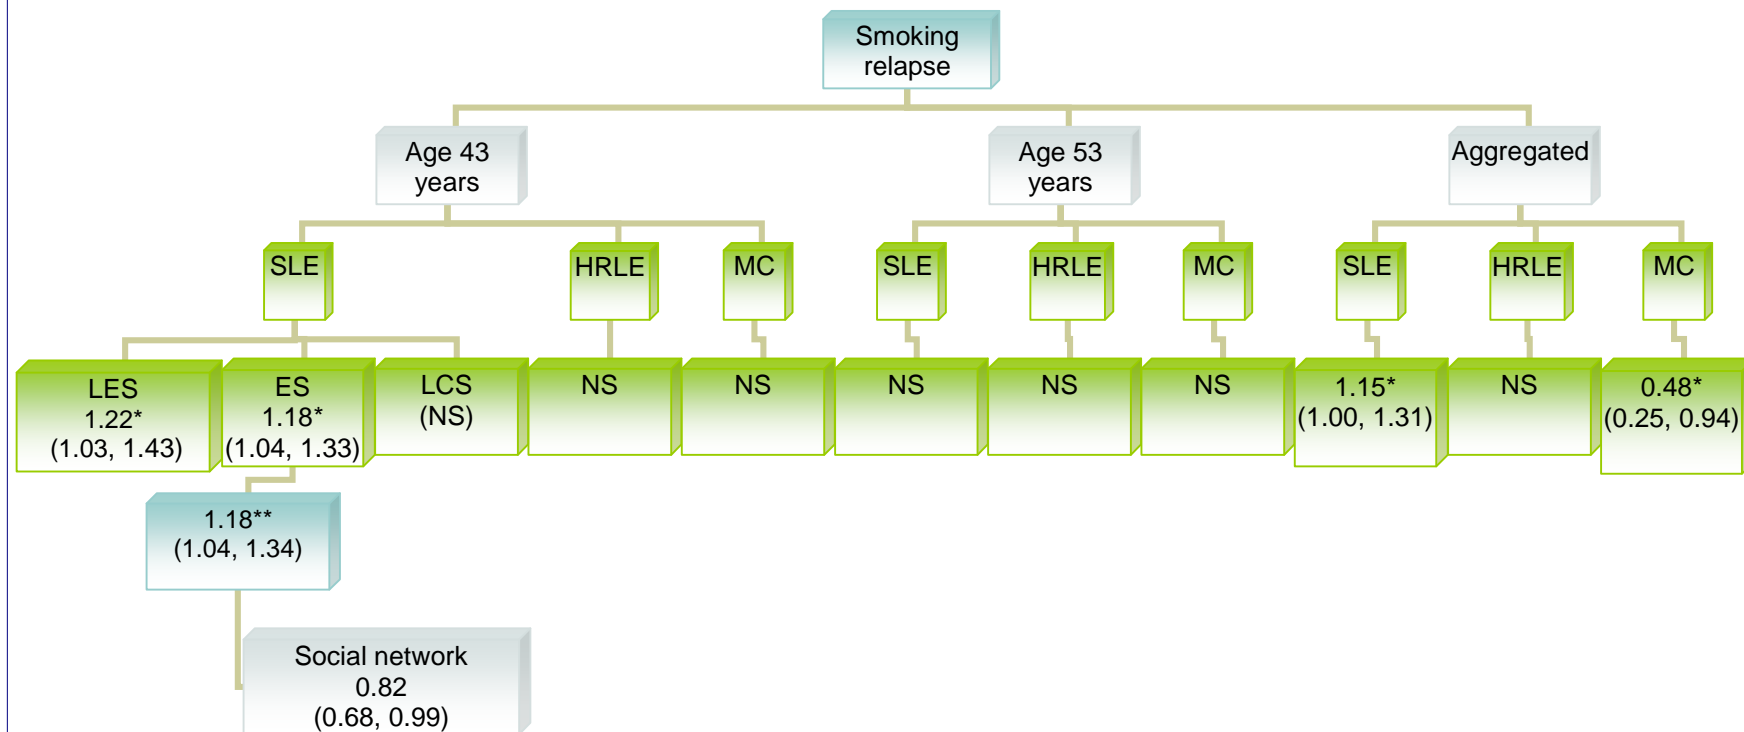 Smoking
relapse
Age 43
years
Age 53
years
Aggregated
SLE
HRLE
MC
SLE
HRLE
MC
SLE
HRLE
MC
LES
1.22*
(1.03, 1.43)
ES
1.18*
(1.04, 1.33)
LCS
(NS)
NS
NS
NS
NS
NS
1.15*
(1.00, 1.31)
NS
0.48*
(0.25, 0.94)
1.18**
(1.04, 1.34)
Social network
0.82
(0.68, 0.99)